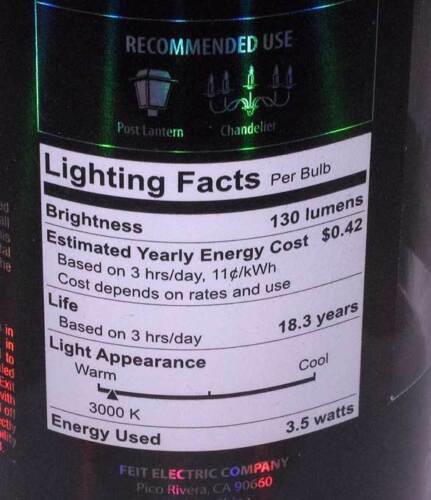 RECOMMENDED USE
Post Lantern Chandelier
Lighting Facts Per Bulb
Brightness 130 lumens
Estimated Yearly Energy Cost $0.42
Based on 3 hrs/day, 11¢/kWh
Cost depends on rates and use
Life
Based on 3 hrs/day 18.3 years
Light Appearance
Warm Cool
3000 K
Energy Used 3.5 watts
FEIT ELECTRIC COMPANY
Pico Rivera, CA 90660